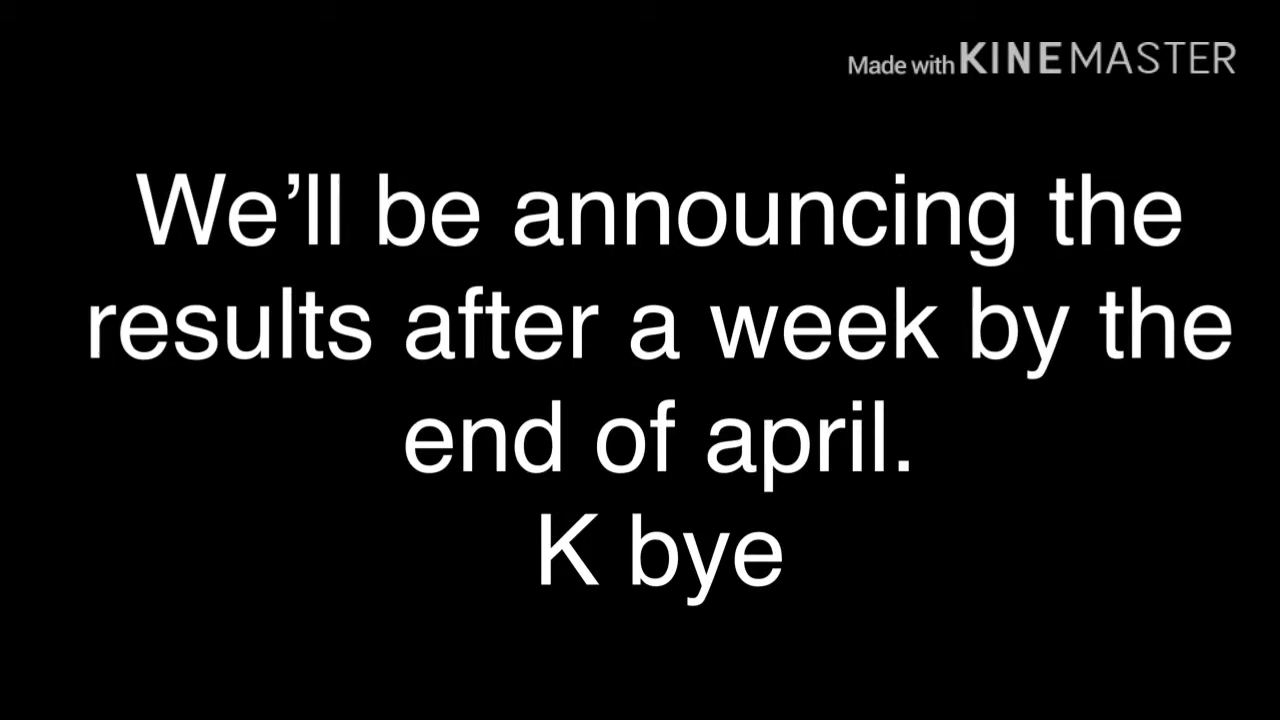 Made with KINEMASTER
We’ll be announcing the
results after a week by the
end of april.
K bye